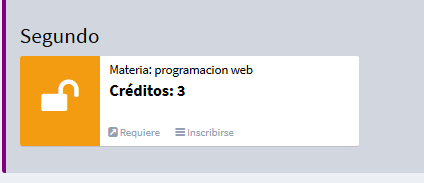 Segundo
Materia: programacion web
Créditos: 3
Requiere Inscribirse